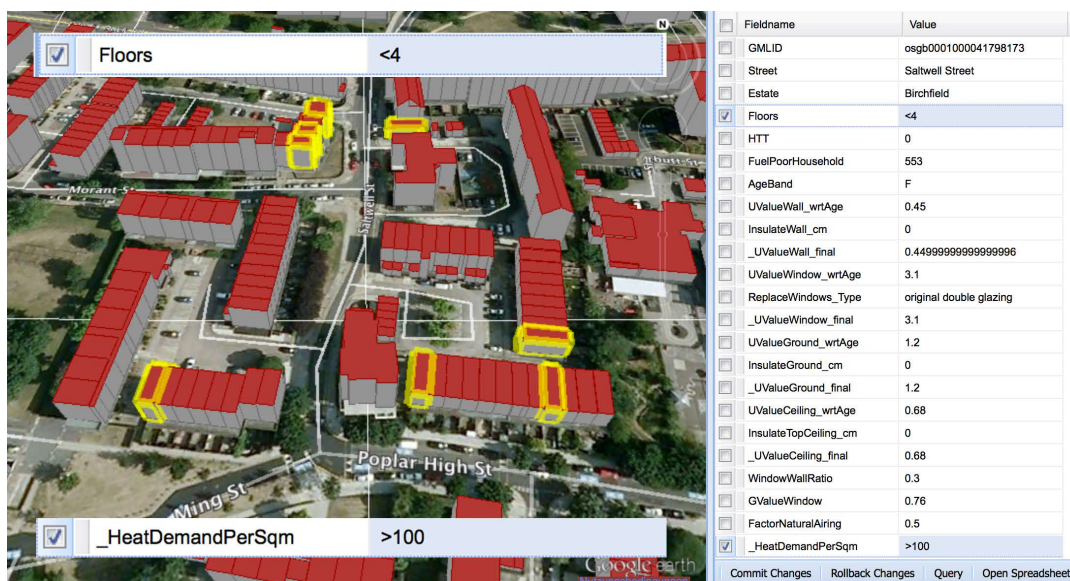 N
Floors <4
Morant St
Saltwell St
Poplar High St
Ming St
_HeatDemandPerSqm >100
Google earth
Fieldname Value
GMLID osgb0001000041798173
Street Saltwell Street
Estate Birchfield
Floors <4
HTT 0
FuelPoorHousehold 553
AgeBand F
UValueWall_wrtAge 0.45
InsulateWall_cm 0
_UValueWall_final 0.44999999999999996
UValueWindow_wrtAge 3.1
ReplaceWindows_Type original double glazing
_UValueWindow_final 3.1
UValueGround_wrtAge 1.2
InsulateGround_cm 0
_UValueGround_final 1.2
UValueCeiling_wrtAge 0.68
InsulateTopCeiling_cm 0
_UValueCeiling_final 0.68
WindowWallRatio 0.3
GValueWindow 0.76
FactorNaturalAiring 0.5
_HeatDemandPerSqm >100
Commit Changes Rollback Changes Query Open Spreadsheet